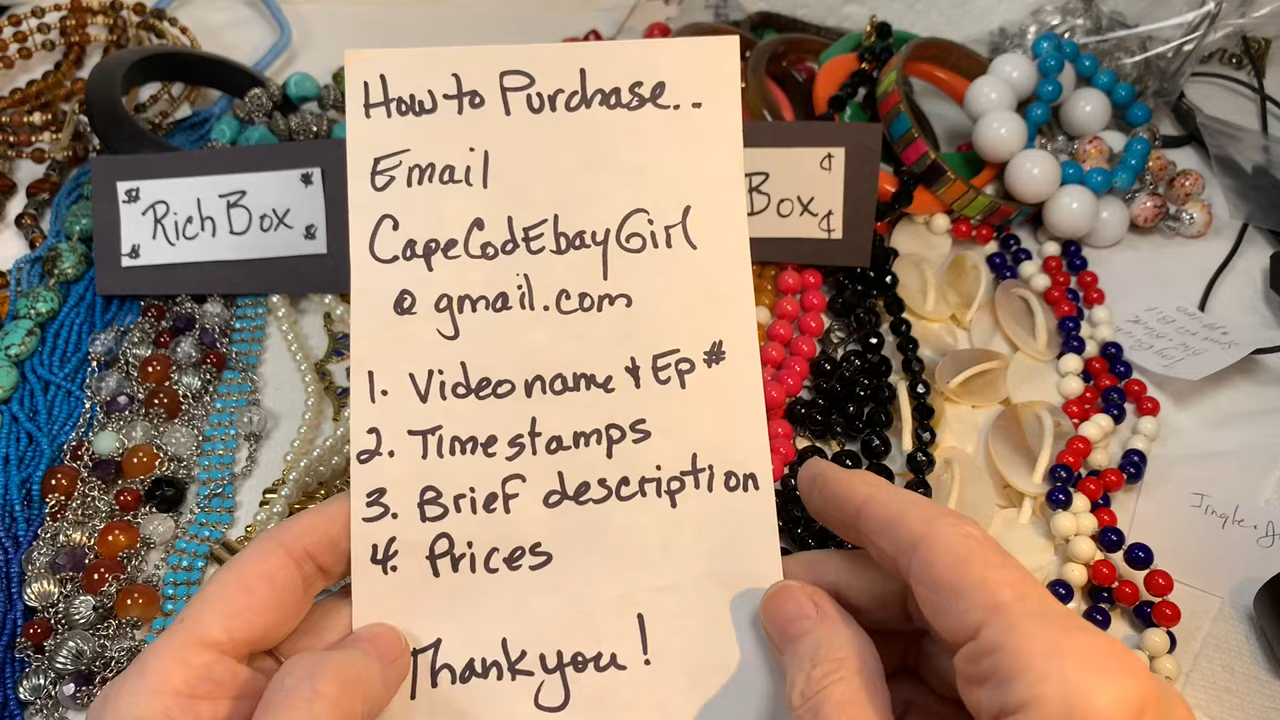 How to Purchase..
Email
CapeCodEbayGirl
@ gmail.com
1. Video name & Ep #
2. Timestamps
3. Brief description
4. Prices
Thank you!
$ $
Rich Box
$ $
¢
Box
¢